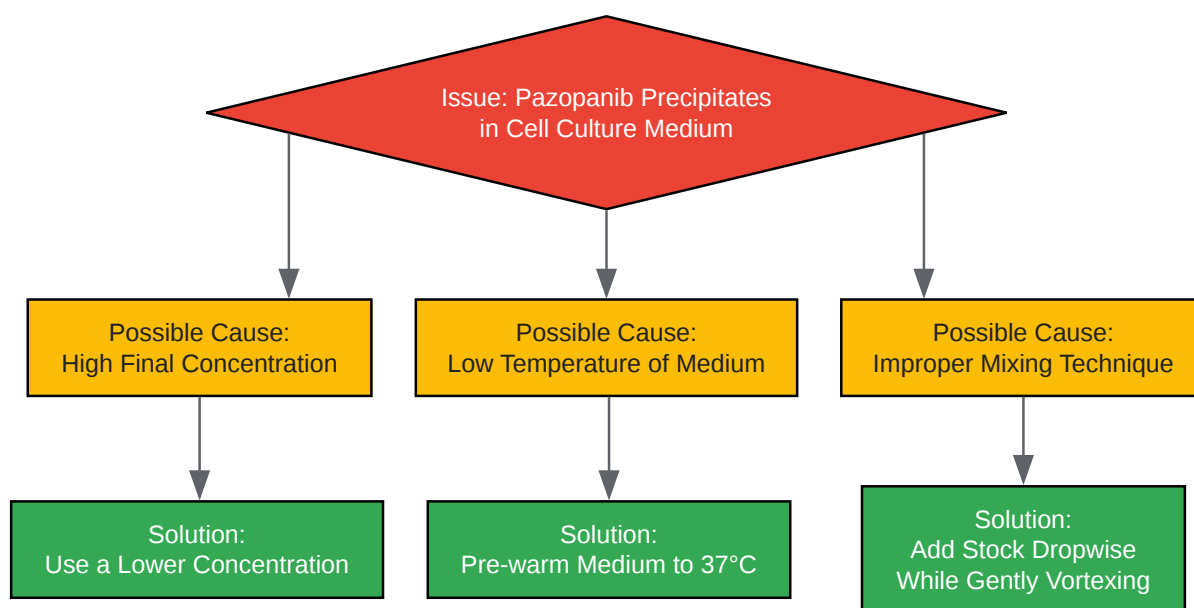 Issue: Pazopanib Precipitates
in Cell Culture Medium
Possible Cause:
High Final Concentration
Possible Cause:
Low Temperature of Medium
Possible Cause:
Improper Mixing Technique
Solution:
Use a Lower Concentration
Solution:
Pre-warm Medium to 37°C
Solution:
Add Stock Dropwise
While Gently Vortexing